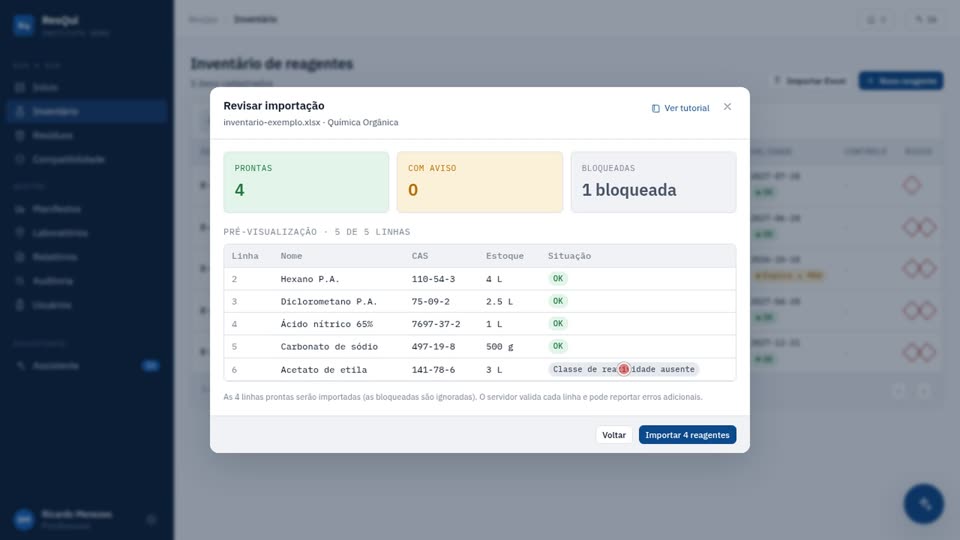 ResQui
ResQui / Inventário
Início
Inventário
Resíduos
Compatibilidade
Manifestos
Laboratórios
Relatórios
Auditoria
Usuários
Assistente
Ricardo Menezes
Inventário de reagentes
Importar Excel
Novo reagente
Revisar importação
inventario-exemplo.xlsx · Química Orgânica
Ver tutorial
PRONTAS
4
COM AVISO
0
BLOQUEADAS
1 bloqueada
PRÉ-VISUALIZAÇÃO · 5 DE 5 LINHAS
Linha Nome CAS Estoque Situação
2 Hexano P.A. 110-54-3 4 L OK
3 Diclorometano P.A. 75-09-2 2.5 L OK
4 Ácido nítrico 65% 7697-37-2 1 L OK
5 Carbonato de sódio 497-19-8 500 g OK
6 Acetato de etila 141-78-6 3 L Classe de reatividade ausente
As 4 linhas prontas serão importadas (as bloqueadas são ignoradas). O servidor valida cada linha e pode reportar erros adicionais.
Voltar
Importar 4 reagentes